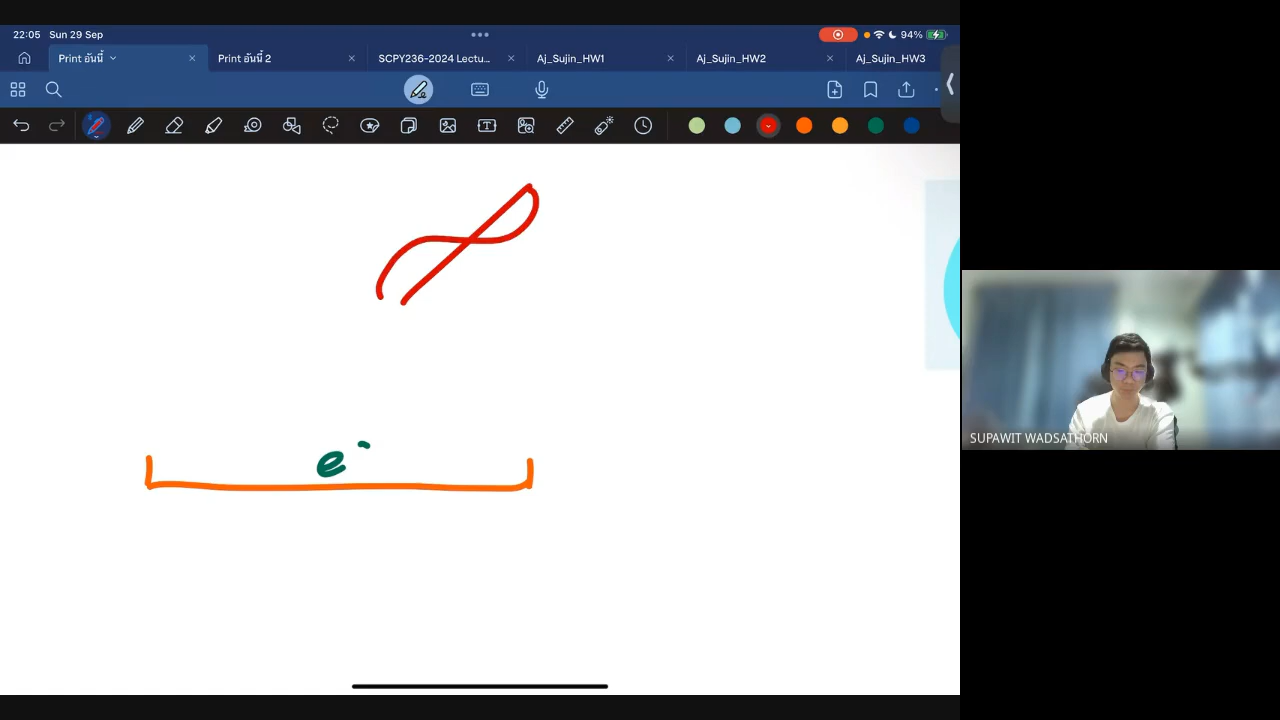 22:05 Sun 29 Sep 94%
Print อันนี้ Print อันนี้ 2 SCPY236-2024 Lectu... Aj_Sujin_HW1 Aj_Sujin_HW2 Aj_Sujin_HW3
e⁻
SUPAWIT WADSATHORN